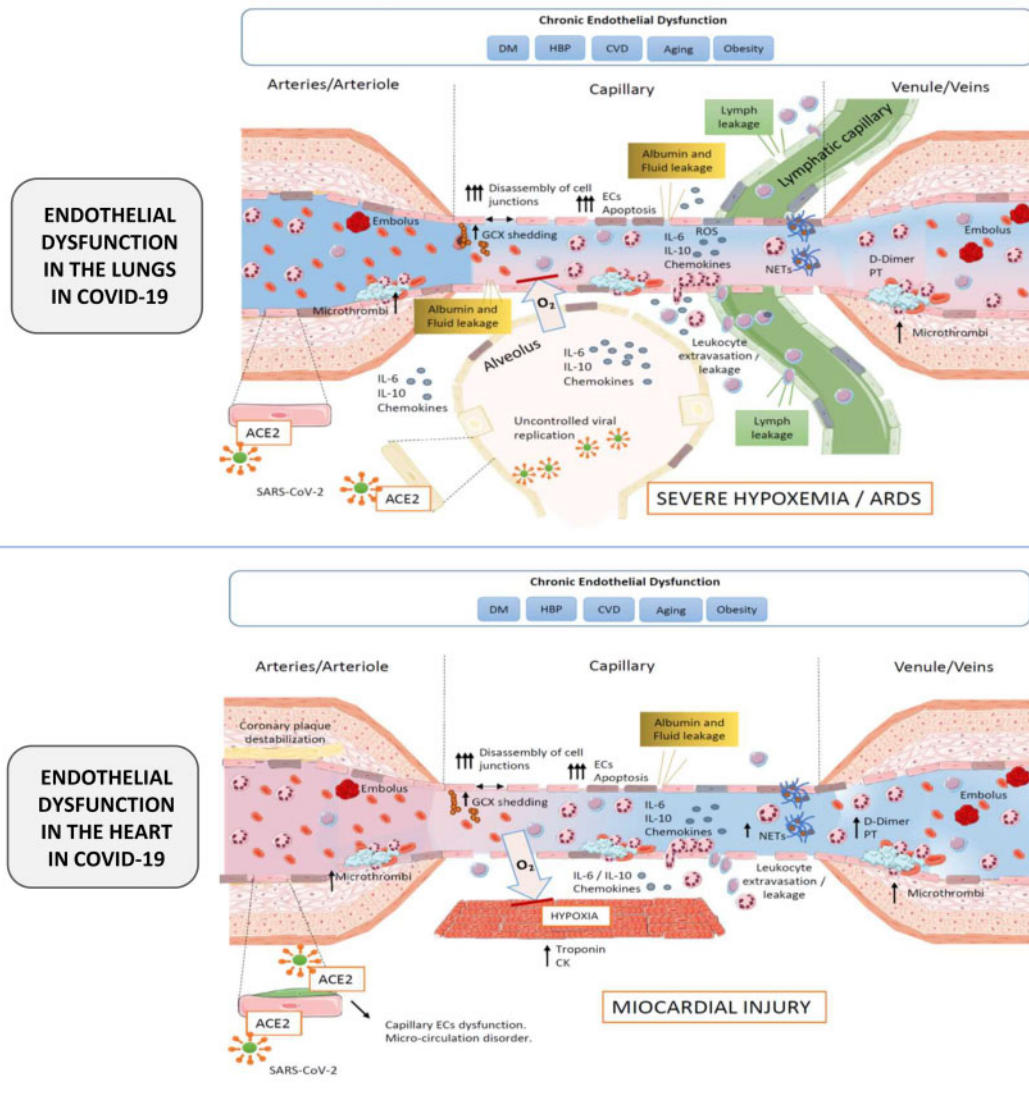 Chronic Endothelial Dysfunction
DM HBP CVD Aging Obesity
Arteries/Arteriole
Capillary
Venule/Veins
ENDOTHELIAL
DYSFUNCTION
IN THE LUNGS
IN COVID-19
Lymph
leakage
Lymphatic capillary
Albumin and
Fluid leakage
Disassembly of cell
junctions
ECs
Apoptosis
Embolus
GCX shedding
ROS
IL-6
IL-10
Chemokines
NETs
Embolus
D-Dimer
PT
Microthrombi
Albumin and
Fluid leakage
O2
Microthrombi
Leukocyte
extravasation /
leakage
Alveolus
IL-6
IL-10
Chemokines
IL-6
IL-10
Chemokines
Lymph
leakage
Uncontrolled viral
replication
ACE2
SARS-CoV-2
ACE2
SEVERE HYPOXEMIA / ARDS
Chronic Endothelial Dysfunction
DM HBP CVD Aging Obesity
Arteries/Arteriole
Capillary
Venule/Veins
ENDOTHELIAL
DYSFUNCTION
IN THE HEART
IN COVID-19
Coronary plaque
destabilization
Albumin and
Fluid leakage
Disassembly of cell
junctions
ECs
Apoptosis
Embolus
GCX shedding
IL-6
IL-10
Chemokines
NETs
Embolus
D-Dimer
PT
Microthrombi
O2
IL-6 / IL-10
Chemokines
Leukocyte
extravasation /
leakage
Microthrombi
HYPOXIA
Troponin
CK
ACE2
ACE2
Capillary ECs dysfunction.
Micro-circulation disorder.
SARS-CoV-2
MIOCARDIAL INJURY